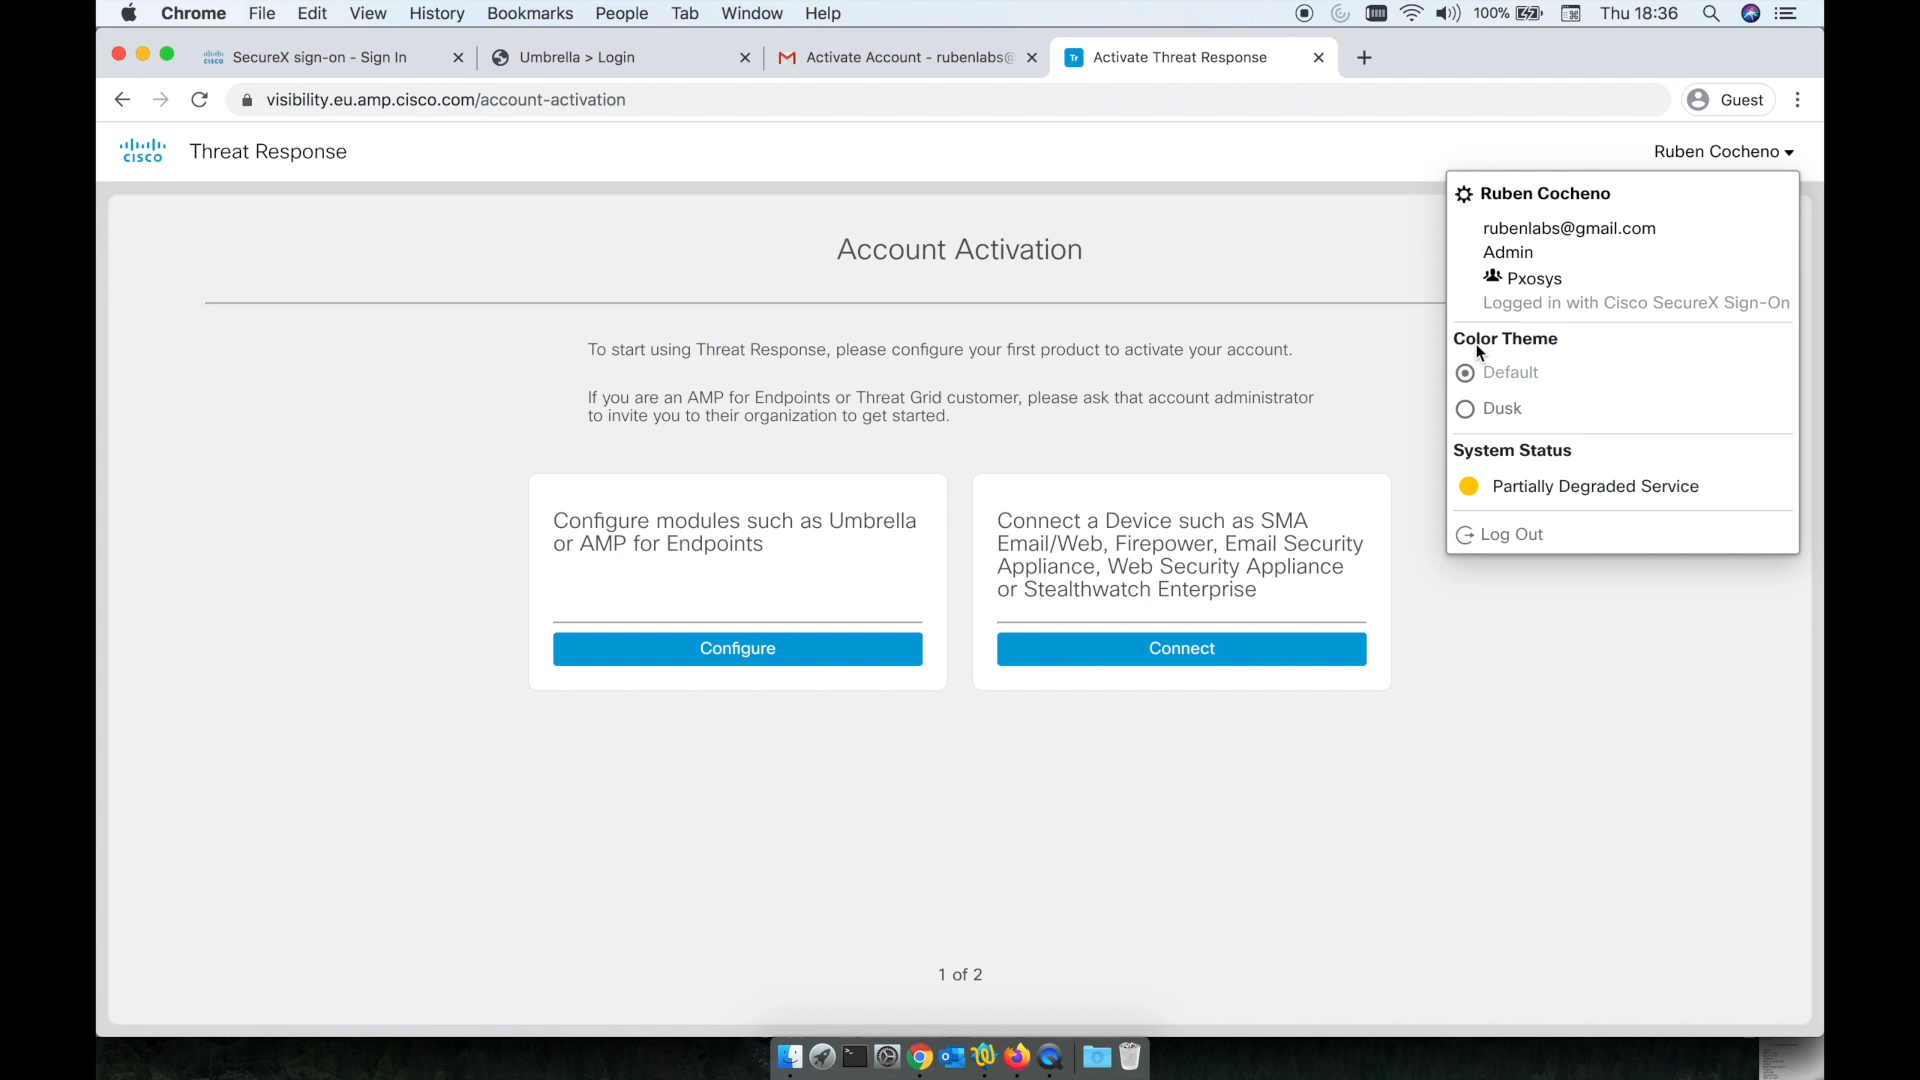 Chrome File Edit View History Bookmarks People Tab Window Help 100% Thu 18:36
SecureX sign-on - Sign In
Umbrella > Login
Activate Account - rubenlabs@
Activate Threat Response
visibility.eu.amp.cisco.com/account-activation
Guest
CISCO
Threat Response
Ruben Cocheno
Ruben Cocheno
rubenlabs@gmail.com
Admin
Pxosys
Logged in with Cisco SecureX Sign-On
Color Theme
Default
Dusk
System Status
Partially Degraded Service
Log Out
Account Activation
To start using Threat Response, please configure your first product to activate your account.
If you are an AMP for Endpoints or Threat Grid customer, please ask that account administrator
to invite you to their organization to get started.
Configure modules such as Umbrella
or AMP for Endpoints
Configure
Connect a Device such as SMA
Email/Web, Firepower, Email Security
Appliance, Web Security Appliance
or Stealthwatch Enterprise
Connect
1 of 2